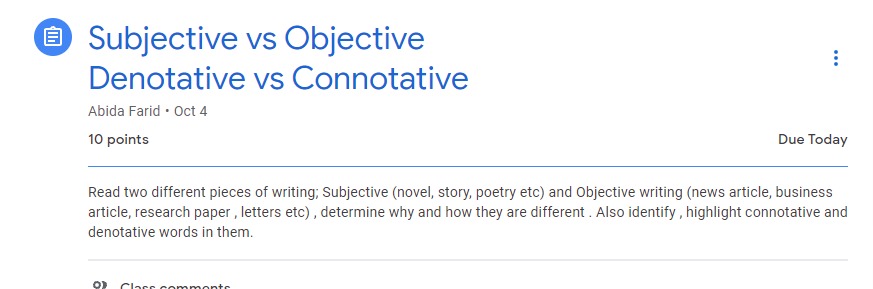 Subjective vs Objective
Denotative vs Connotative
Abida Farid • Oct 4
10 points
Due Today
Read two different pieces of writing; Subjective (novel, story, poetry etc) and Objective writing (news article, business
article, research paper , letters etc) , determine why and how they are different . Also identify , highlight connotative and
denotative words in them.
Class comments